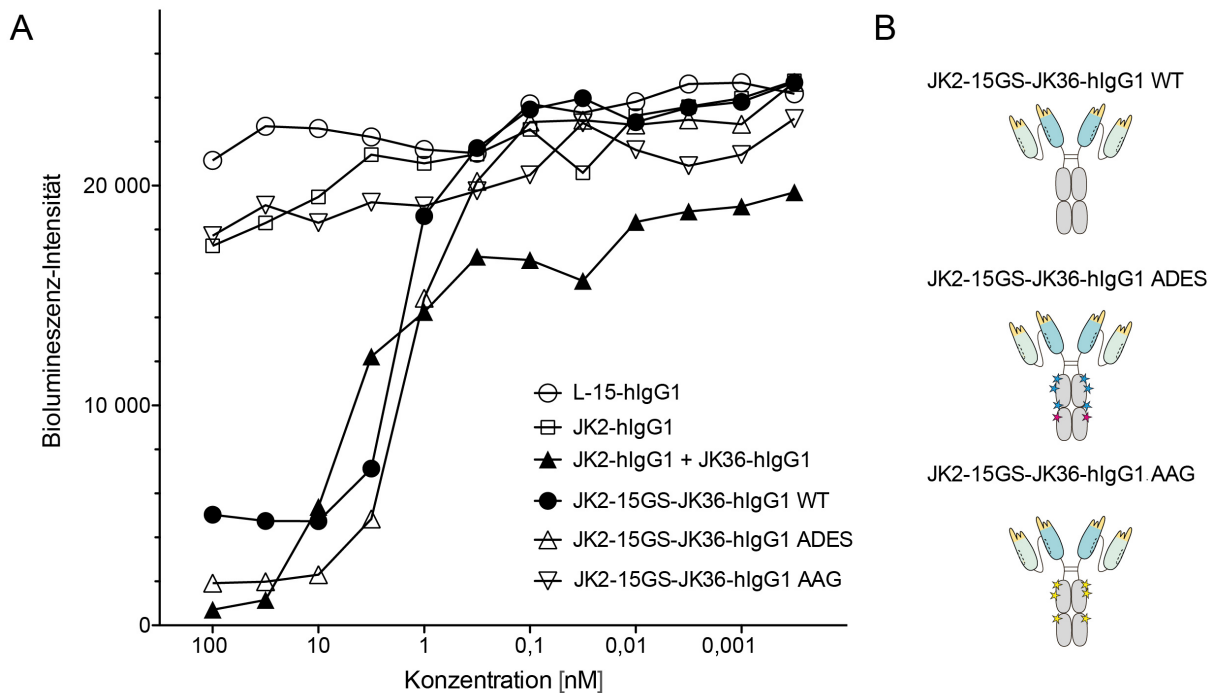 A
Biolumineszenz-Intensität
20 000
10 000
0
100
10
1
0,1
0,01
0,001
Konzentration [nM]
L-15-hIgG1
JK2-hIgG1
JK2-hIgG1 + JK36-hIgG1
JK2-15GS-JK36-hIgG1 WT
JK2-15GS-JK36-hIgG1 ADES
JK2-15GS-JK36-hIgG1 AAG
B
JK2-15GS-JK36-hIgG1 WT
JK2-15GS-JK36-hIgG1 ADES
JK2-15GS-JK36-hIgG1 AAG